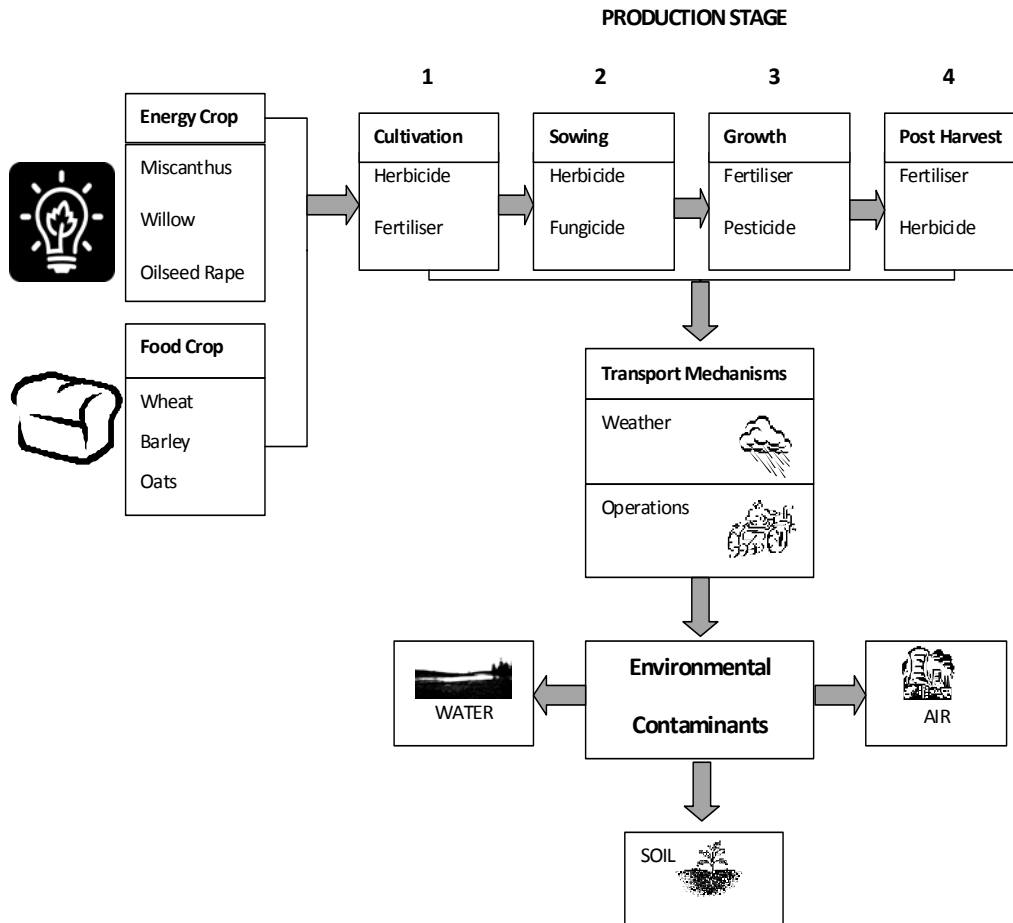 PRODUCTION STAGE
1
2
3
4
Energy Crop
Miscanthus
Willow
Oilseed Rape
Food Crop
Wheat
Barley
Oats
Cultivation
Herbicide
Fertiliser
Sowing
Herbicide
Fungicide
Growth
Fertiliser
Pesticide
Post Harvest
Fertiliser
Herbicide
Transport Mechanisms
Weather
Operations
Environmental
Contaminants
WATER
AIR
SOIL